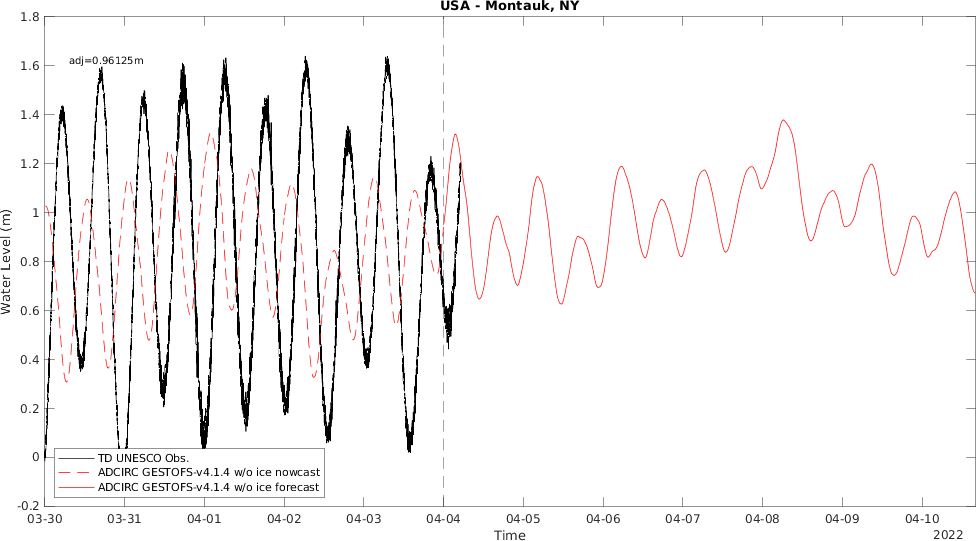 USA - Montauk, NY
adj=0.96125m
Water Level (m)
1.8
1.6
1.4
1.2
1
0.8
0.6
0.4
0.2
0
-0.2
TD UNESCO Obs.
ADCIRC GESTOFS-v4.1.4 w/o ice nowcast
ADCIRC GESTOFS-v4.1.4 w/o ice forecast
03-30 03-31 04-01 04-02 04-03 04-04 04-05 04-06 04-07 04-08 04-09 04-10
Time
2022